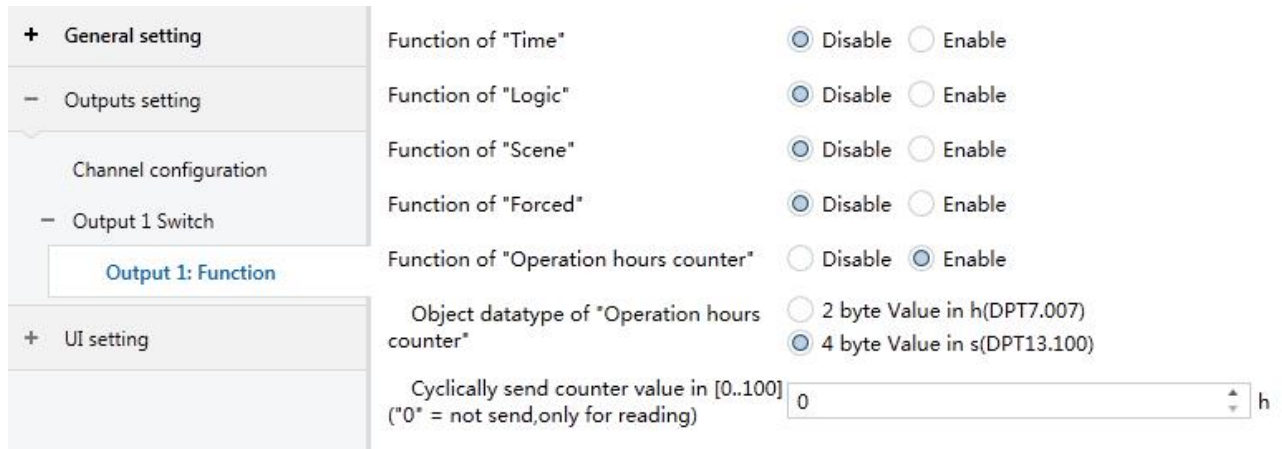 + General setting
− Outputs setting
Channel configuration
− Output 1 Switch
Output 1: Function
+ UI setting
Function of "Time" Disable Enable
Function of "Logic" Disable Enable
Function of "Scene" Disable Enable
Function of "Forced" Disable Enable
Function of "Operation hours counter" Disable Enable
Object datatype of "Operation hours
counter"
2 byte Value in h(DPT7.007)
4 byte Value in s(DPT13.100)
Cyclically send counter value in [0..100]
("0" = not send,only for reading)
0 h